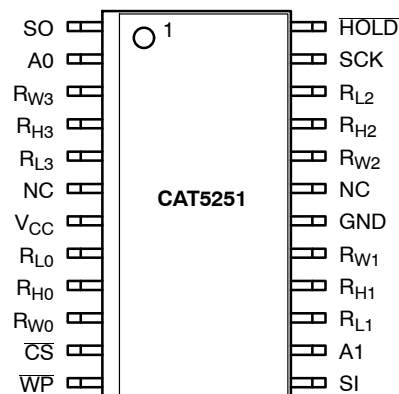 SO 1 HOLD
A0 SCK
RW3 RL2
RH3 RH2
RL3 RW2
NC CAT5251 NC
VCC GND
RL0 RW1
RH0 RH1
RW0 RL1
CS A1
WP SI